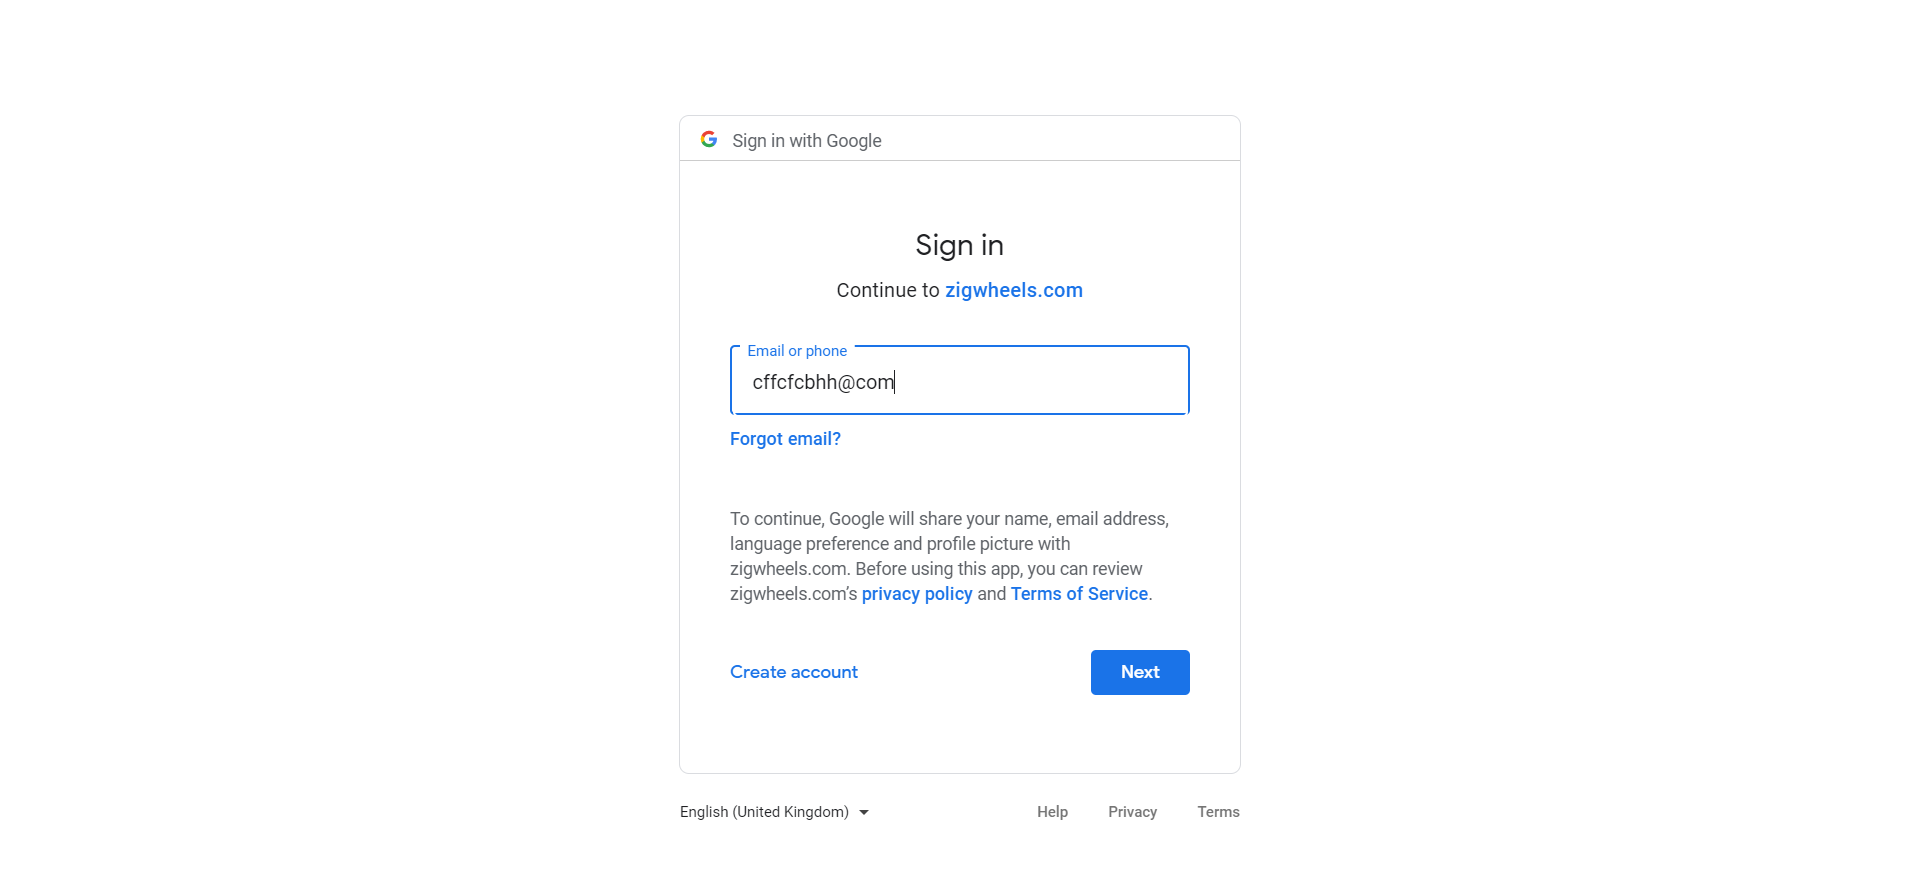 Sign in with Google
Sign in
Continue to zigwheels.com
Email or phone
cffcfcbhh@com
Forgot email?
To continue, Google will share your name, email address,
language preference and profile picture with
zigwheels.com. Before using this app, you can review
zigwheels.com’s privacy policy and Terms of Service.
Create account
Next
English (United Kingdom)
Help
Privacy
Terms